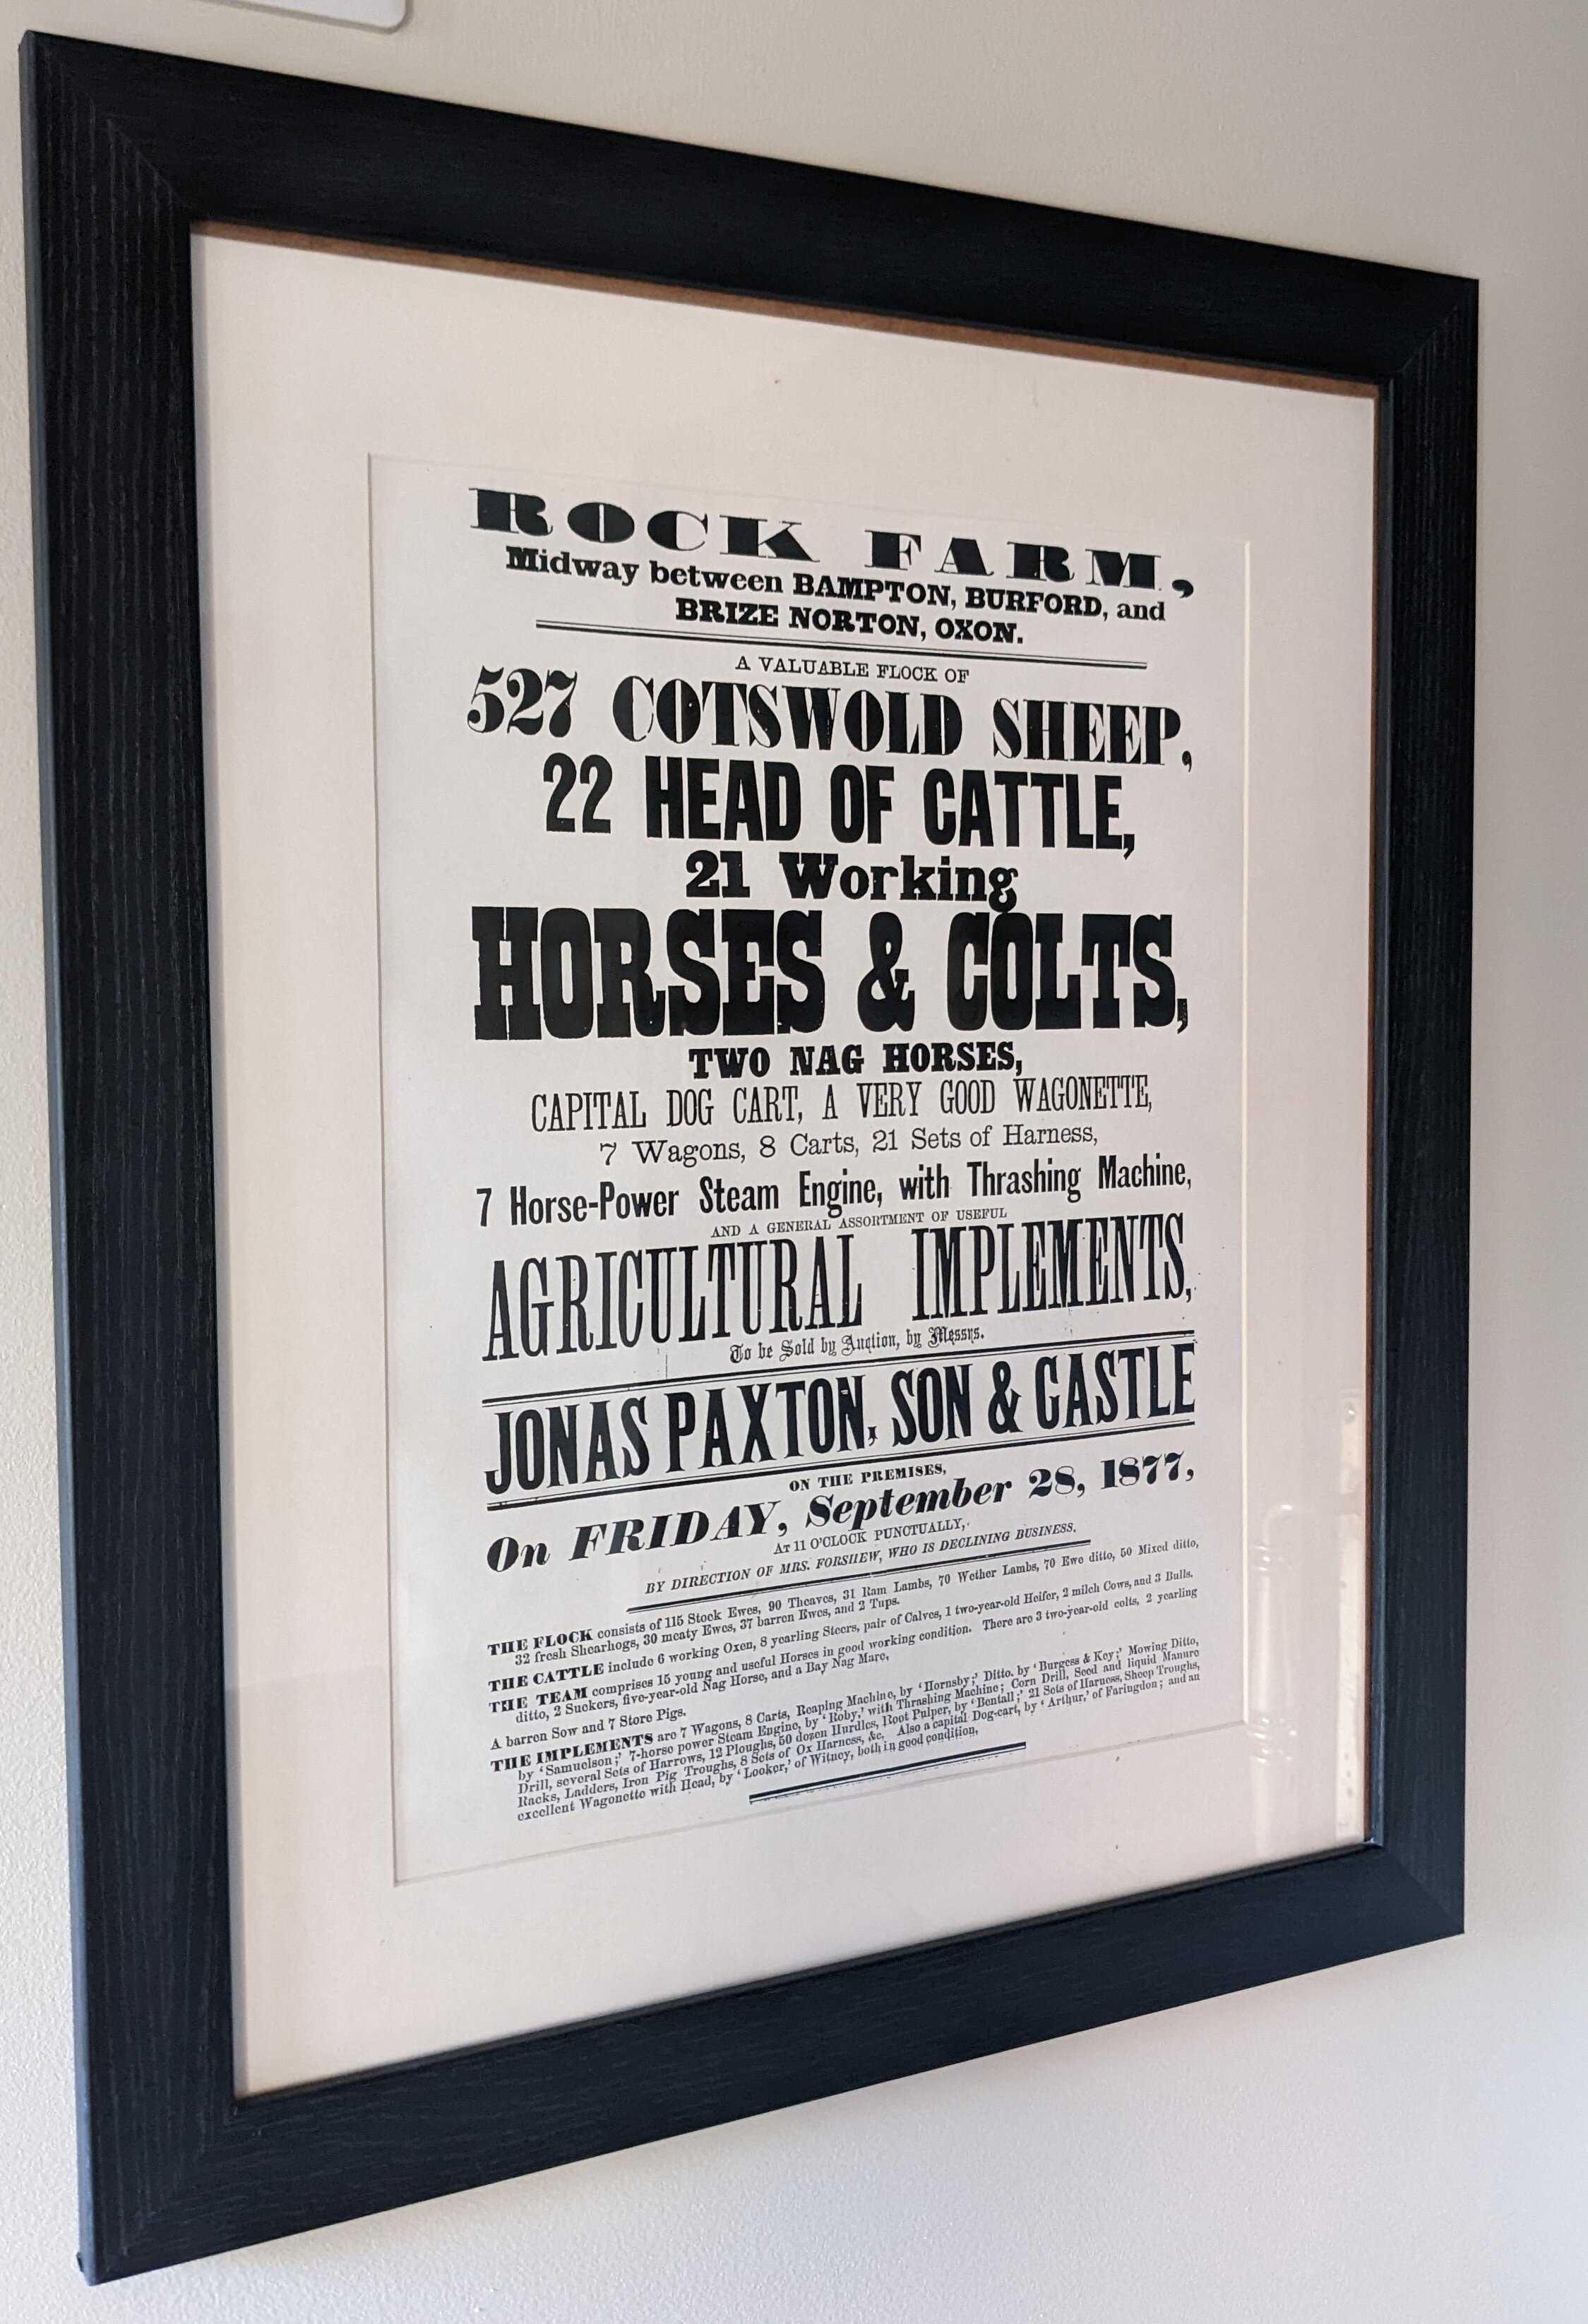 ROCK FARM,
Midway between BAMPTON, BURFORD, and
BRIZE NORTON, OXON.
A VALUABLE FLOCK OF
527 COTSWOLD SHEEP,
22 HEAD OF CATTLE,
21 Working
HORSES & COLTS,
TWO NAG HORSES,
CAPITAL DOG CART, A VERY GOOD WAGONETTE,
7 Wagons, 8 Carts, 21 Sets of Harness,
7 Horse-Power Steam Engine, with Thrashing Machine,
AND A GENERAL ASSORTMENT OF USEFUL
AGRICULTURAL IMPLEMENTS,
To be Sold by Auction, by Messrs.
JONAS PAXTON, SON & CASTLE
ON THE PREMISES,
On FRIDAY, September 28, 1877,
AT 11 O'CLOCK PUNCTUALLY,
BY DIRECTION OF MRS. FORSHEW, WHO IS DECLINING BUSINESS.
THE FLOCK consists of 115 Stock Ewes, 90 Theaves, 31 Ram Lambs, 70 Wether Lambs, 70 Ewe ditto, 50 Mixed ditto,
32 fresh Shearhogs, 30 meaty Ewes, 37 barren Ewes, and 2 Tups.
THE CATTLE include 6 working Oxen, 8 yearling Steers, pair of Calves, 1 two-year-old Heifer, 2 milch Cows, and 3 Bulls.
THE TEAM comprises 15 young and useful Horses in good working condition. There are 3 two-year-old colts, 2 yearling
ditto, 2 Suckers, five-year-old Nag Horse, and a Bay Nag Mare,
A barren Sow and 7 Store Pigs.
THE IMPLEMENTS are 7 Wagons, 8 Carts, Reaping Machine, by 'Hornsby;' Ditto. by 'Burgess & Key;' Mowing Ditto,
by 'Samuelson;' 7-horse power Steam Engine, by 'Roby,' with Thrashing Machine; Corn Drill, Seed and liquid Manure
Drill, several Sets of Harrows, 12 Ploughs, 50 dozen Hurdles, Root Pulper, by 'Bentall;' 21 Sets of Harness, Sheep Troughs,
Racks, Ladders, Iron Pig Troughs, 8 Sets of Ox Harness, &c. Also a capital Dog-cart, by 'Arthur,' of Faringdon; and an
excellent Wagonette with Head, by 'Looker,' of Witney, both in good condition,